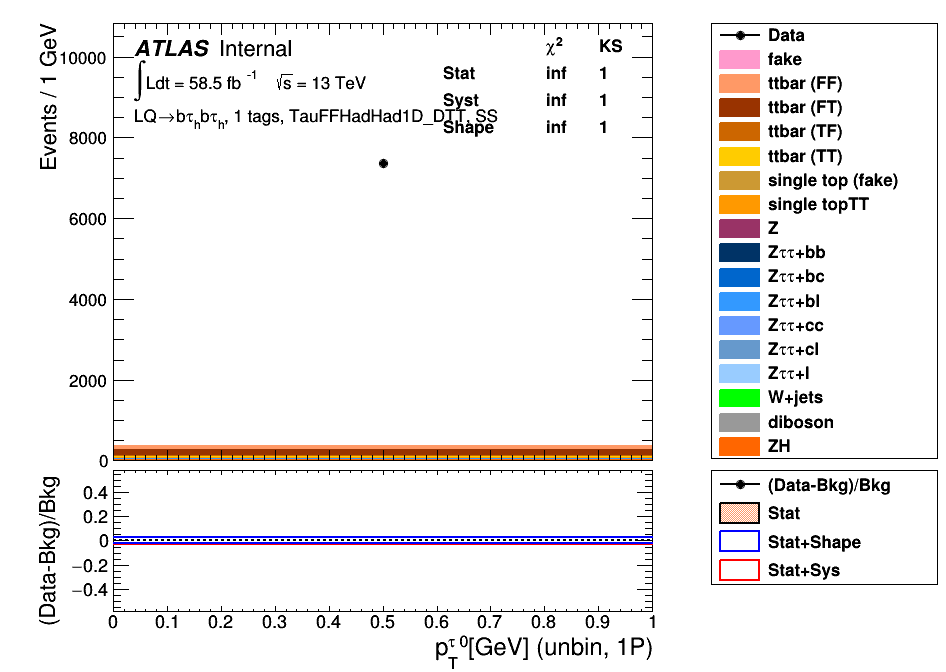 Events / 1 GeV
10000
8000
6000
4000
2000
0
ATLAS Internal
∫Ldt = 58.5 fb⁻¹ √s = 13 TeV
LQ→bτₕbτₕ, 1 tags, TauFFHadHad1D_DTT, SS
χ² KS
Stat inf 1
Syst inf 1
Shape inf 1
Data
fake
ttbar (FF)
ttbar (FT)
ttbar (TF)
ttbar (TT)
single top (fake)
single topTT
Z
Zττ+bb
Zττ+bc
Zττ+bl
Zττ+cc
Zττ+cl
Zττ+l
W+jets
diboson
ZH
(Data-Bkg)/Bkg
0.4
0.2
0
−0.2
−0.4
0 0.1 0.2 0.3 0.4 0.5 0.6 0.7 0.8 0.9 1
p_T^τ0[GeV] (unbin, 1P)
(Data-Bkg)/Bkg
Stat
Stat+Shape
Stat+Sys